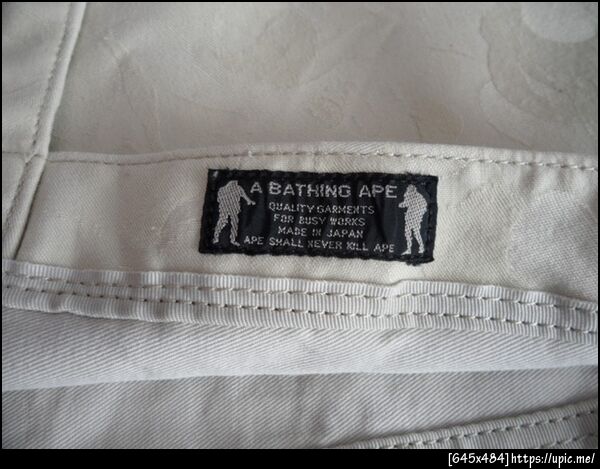 A BATHING APE
QUALITY GARMENTS
FOR BUSY WORKS
MADE IN JAPAN
APE SHALL NEVER KILL APE
[645x484]https://upic.me/